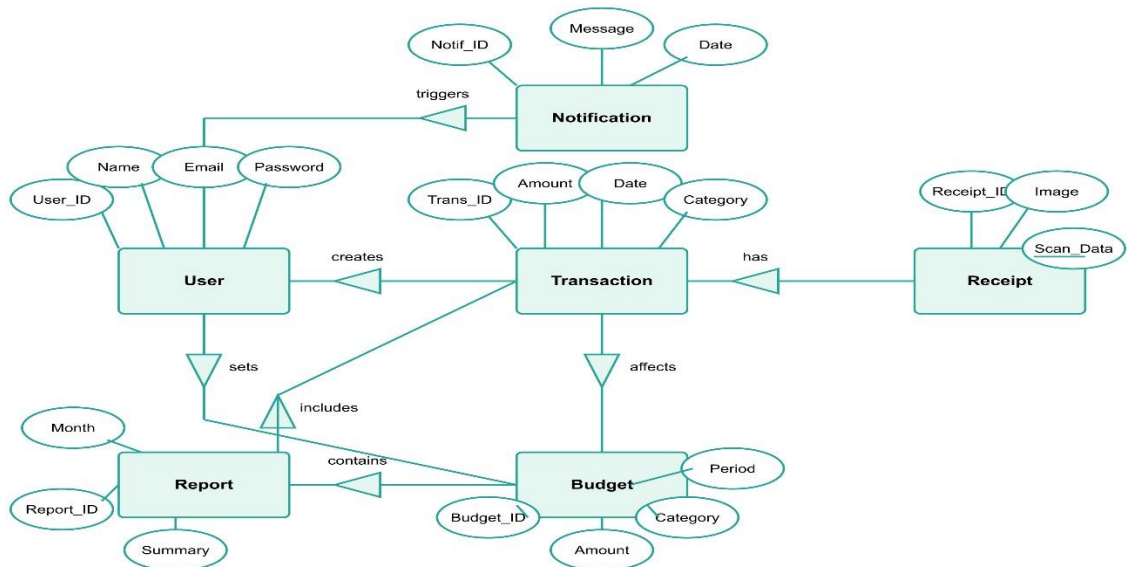 Message
Notif_ID
Date
triggers
Notification
Name
Email
Password
User_ID
Amount
Date
Trans_ID
Category
Receipt_ID
Image
Scan_Data
User
creates
Transaction
has
Receipt
sets
affects
includes
Month
contains
Report
Budget
Period
Report_ID
Budget_ID
Category
Summary
Amount